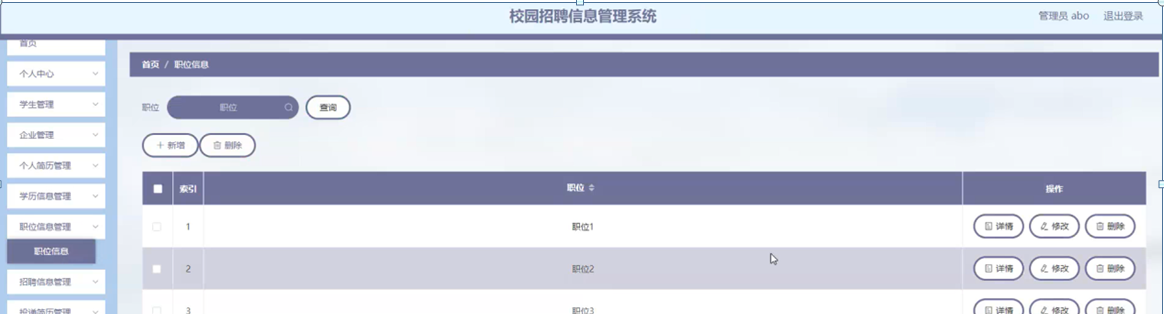 校园招聘信息管理系统
管理员 abo 退出登录
首页
个人中心
学生管理
企业管理
个人简历管理
学历信息管理
职位信息管理
职位信息
招聘信息管理
投递简历管理
首页 / 职位信息
职位 职位 查询
新增 删除
索引 职位 操作
1 职位1 详情 修改 删除
2 职位2 详情 修改 删除
3 职位3 详情 修改 删除